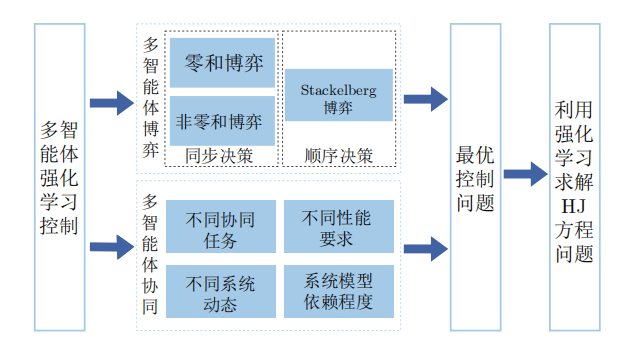 多智
能体
强化
学习
控制
多智能体博弈
零和博弈
非零和博弈
同步决策
Stackelberg
博弈
顺序决策
多智能体协同
不同协同
任务
不同性能
要求
不同系统
动态
系统模型
依赖程度
最优
控制
问题
利用
强化
学习
求解
HJ
方程
问题